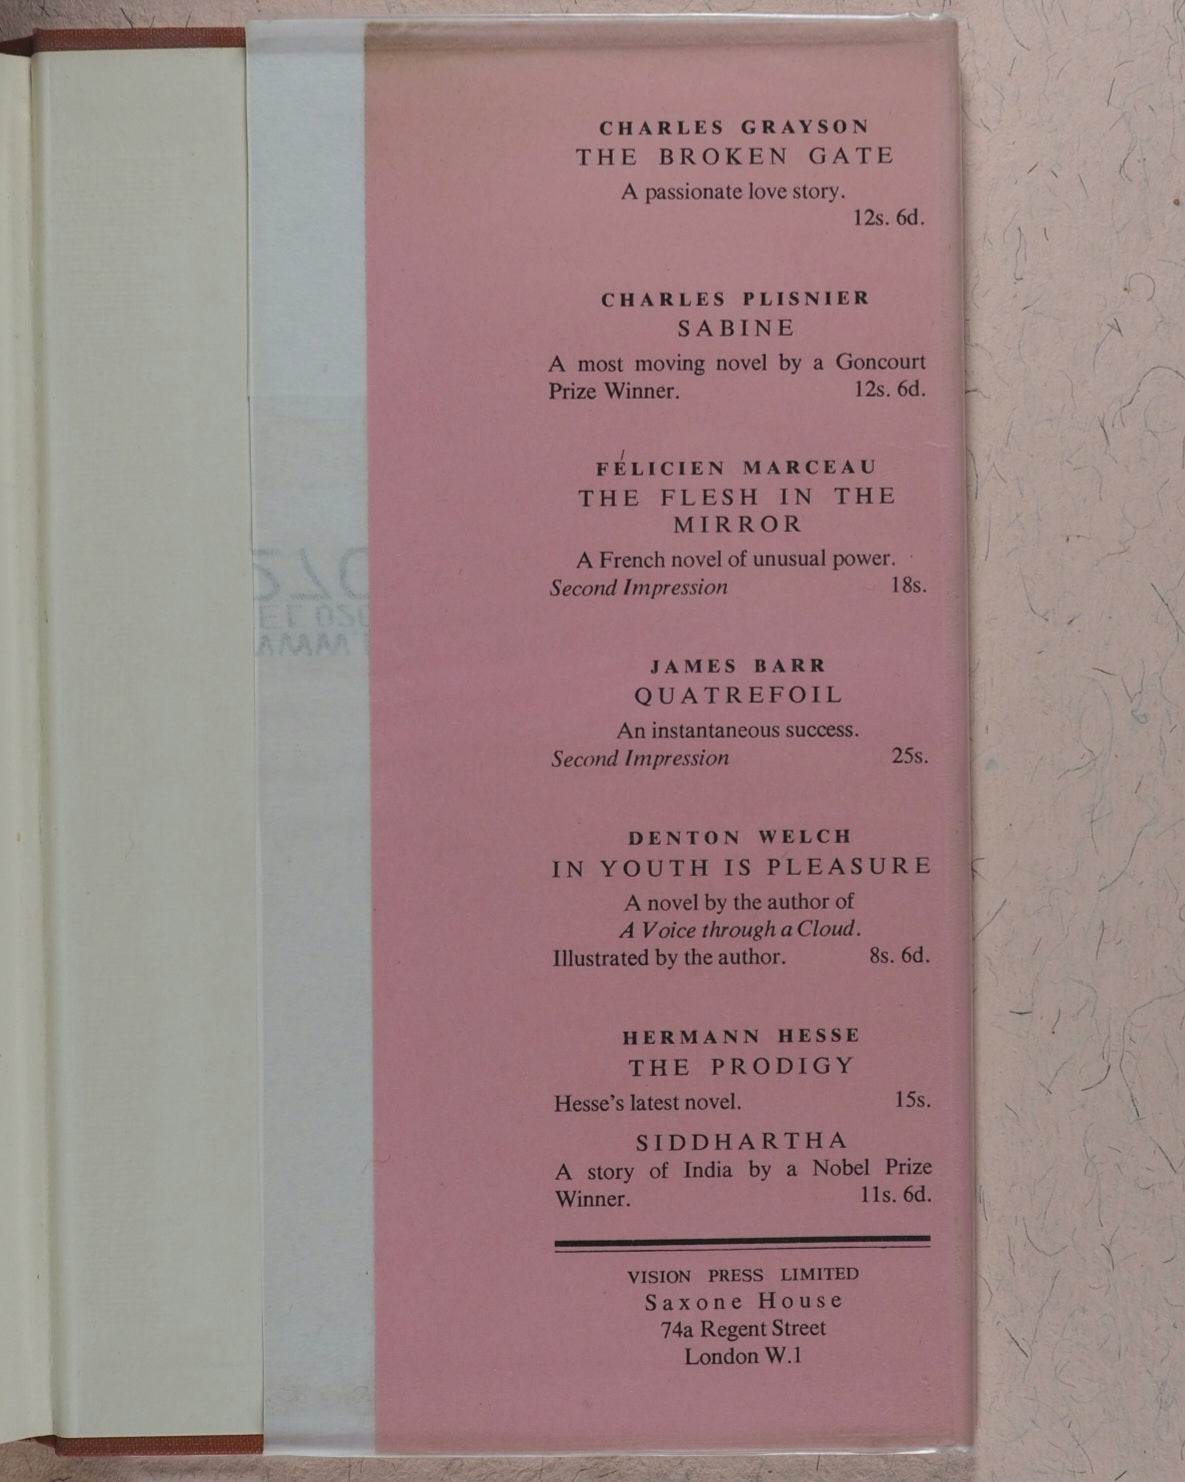 CHARLES GRAYSON
THE BROKEN GATE
A passionate love story.
12s. 6d.
CHARLES PLISNIER
SABINE
A most moving novel by a Goncourt
Prize Winner. 12s. 6d.
FÉLICIEN MARCEAU
THE FLESH IN THE
MIRROR
A French novel of unusual power.
Second Impression 18s.
JAMES BARR
QUATREFOIL
An instantaneous success.
Second Impression 25s.
DENTON WELCH
IN YOUTH IS PLEASURE
A novel by the author of
A Voice through a Cloud.
Illustrated by the author. 8s. 6d.
HERMANN HESSE
THE PRODIGY
Hesse's latest novel. 15s.
SIDDHARTHA
A story of India by a Nobel Prize
Winner. 11s. 6d.
VISION PRESS LIMITED
Saxone House
74a Regent Street
London W.1